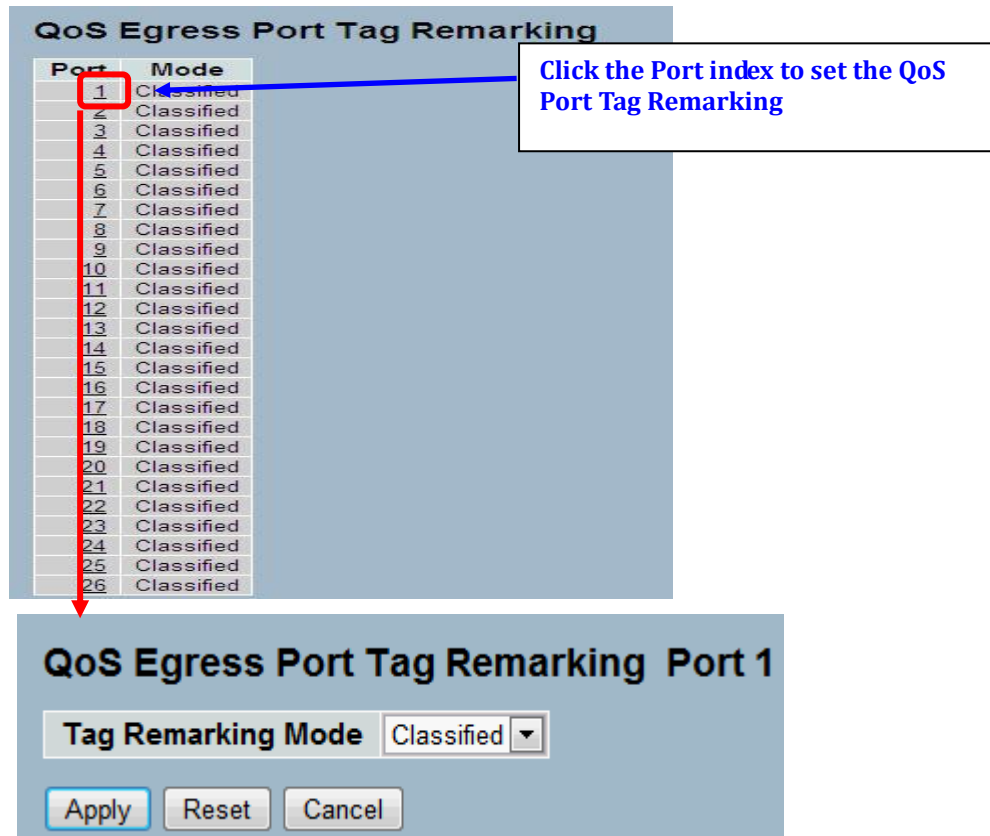 QoS Egress Port Tag Remarking
Port Mode
Click the Port index to set the QoS
Port Tag Remarking
1 Classified
2 Classified
3 Classified
4 Classified
5 Classified
6 Classified
7 Classified
8 Classified
9 Classified
10 Classified
11 Classified
12 Classified
13 Classified
14 Classified
15 Classified
16 Classified
17 Classified
18 Classified
19 Classified
20 Classified
21 Classified
22 Classified
23 Classified
24 Classified
25 Classified
26 Classified
QoS Egress Port Tag Remarking Port 1
Tag Remarking Mode Classified
Apply Reset Cancel